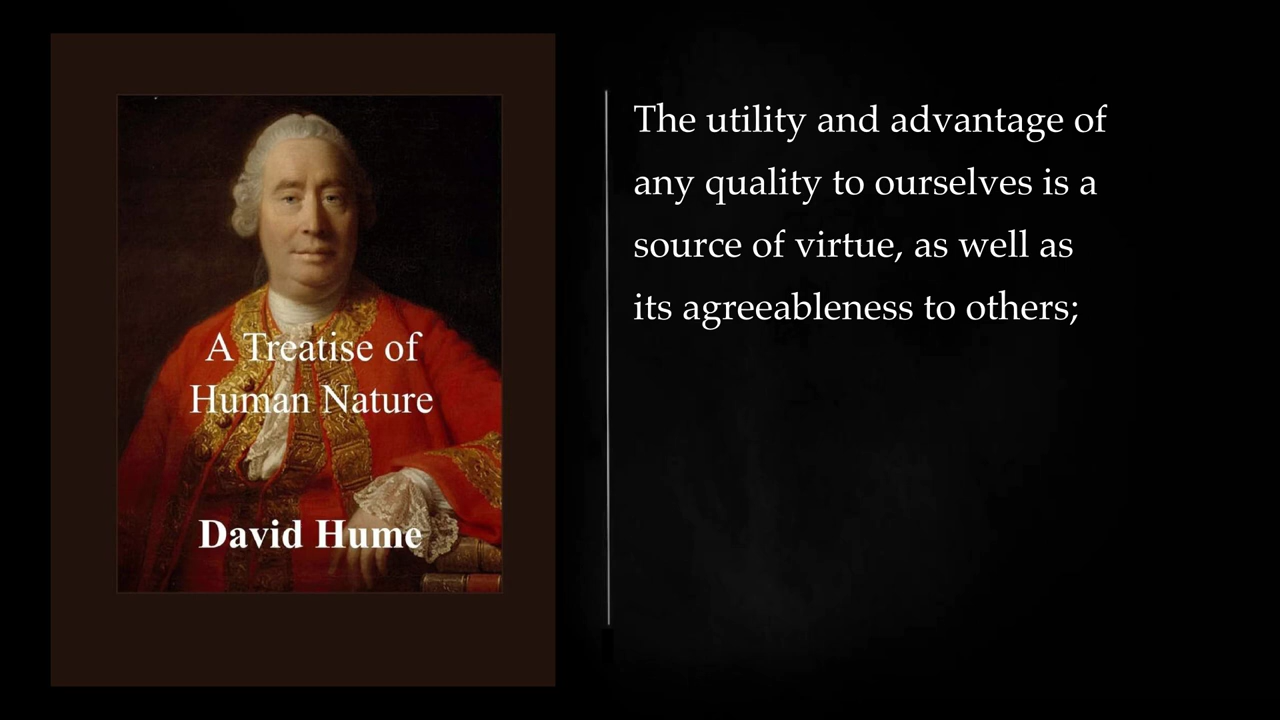 A Treatise of
Human Nature
David Hume
The utility and advantage of
any quality to ourselves is a
source of virtue, as well as
its agreeableness to others;